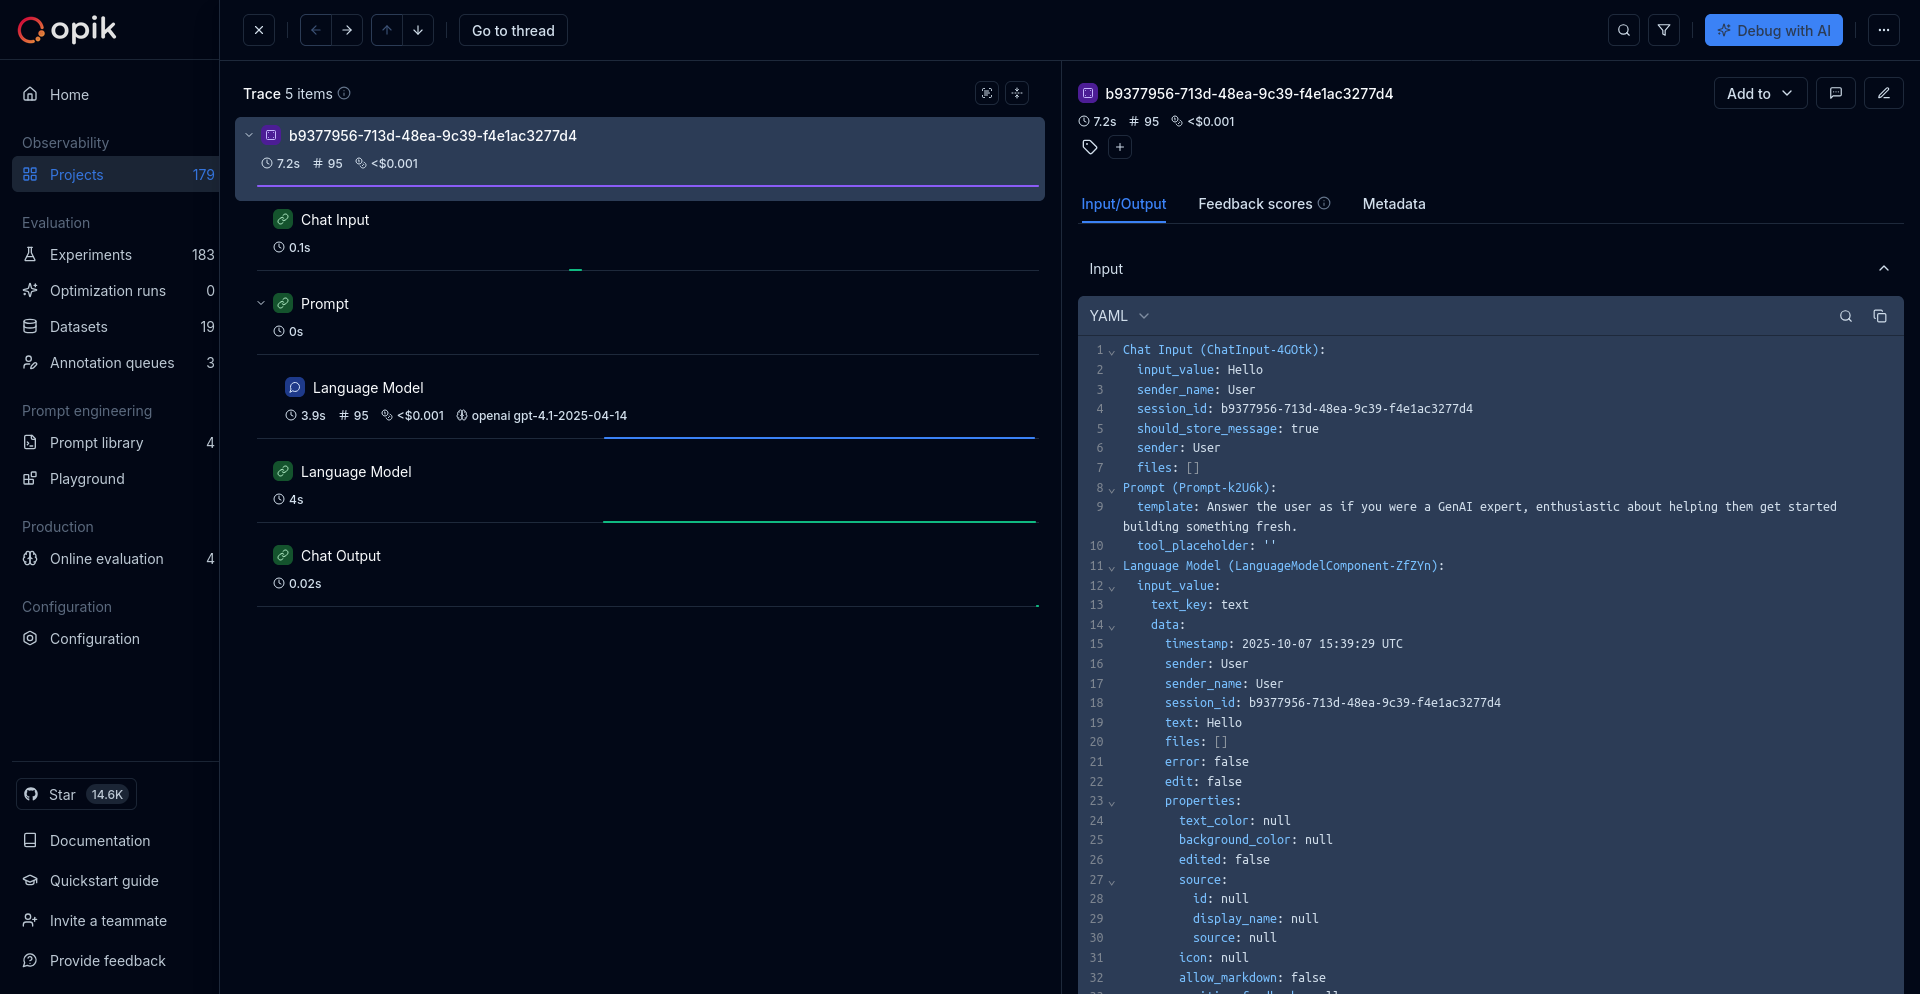 opik
Go to thread
Debug with AI
Home
Observability
Projects 179
Evaluation
Experiments 183
Optimization runs 0
Datasets 19
Annotation queues 3
Prompt engineering
Prompt library 4
Playground
Production
Online evaluation 4
Configuration
Configuration
Star 14.6K
Documentation
Quickstart guide
Invite a teammate
Provide feedback
Trace 5 items
b9377956-713d-48ea-9c39-f4e1ac3277d4
7.2s # 95 <$0.001
Chat Input
0.1s
Prompt
0s
Language Model
3.9s # 95 <$0.001 openai gpt-4.1-2025-04-14
Language Model
4s
Chat Output
0.02s
b9377956-713d-48ea-9c39-f4e1ac3277d4
Add to
7.2s # 95 <$0.001
Input/Output Feedback scores Metadata
Input
YAML
1 Chat Input (ChatInput-4GOtk):
2 input_value: Hello
3 sender_name: User
4 session_id: b9377956-713d-48ea-9c39-f4e1ac3277d4
5 should_store_message: true
6 sender: User
7 files: []
8 Prompt (Prompt-k2U6k):
9 template: Answer the user as if you were a GenAI expert, enthusiastic about helping them get started
building something fresh.
10 tool_placeholder: ''
11 Language Model (LanguageModelComponent-ZfZYn):
12 input_value:
13 text_key: text
14 data:
15 timestamp: 2025-10-07 15:39:29 UTC
16 sender: User
17 sender_name: User
18 session_id: b9377956-713d-48ea-9c39-f4e1ac3277d4
19 text: Hello
20 files: []
21 error: false
22 edit: false
23 properties:
24 text_color: null
25 background_color: null
26 edited: false
27 source:
28 id: null
29 display_name: null
30 source: null
31 icon: null
32 allow_markdown: false